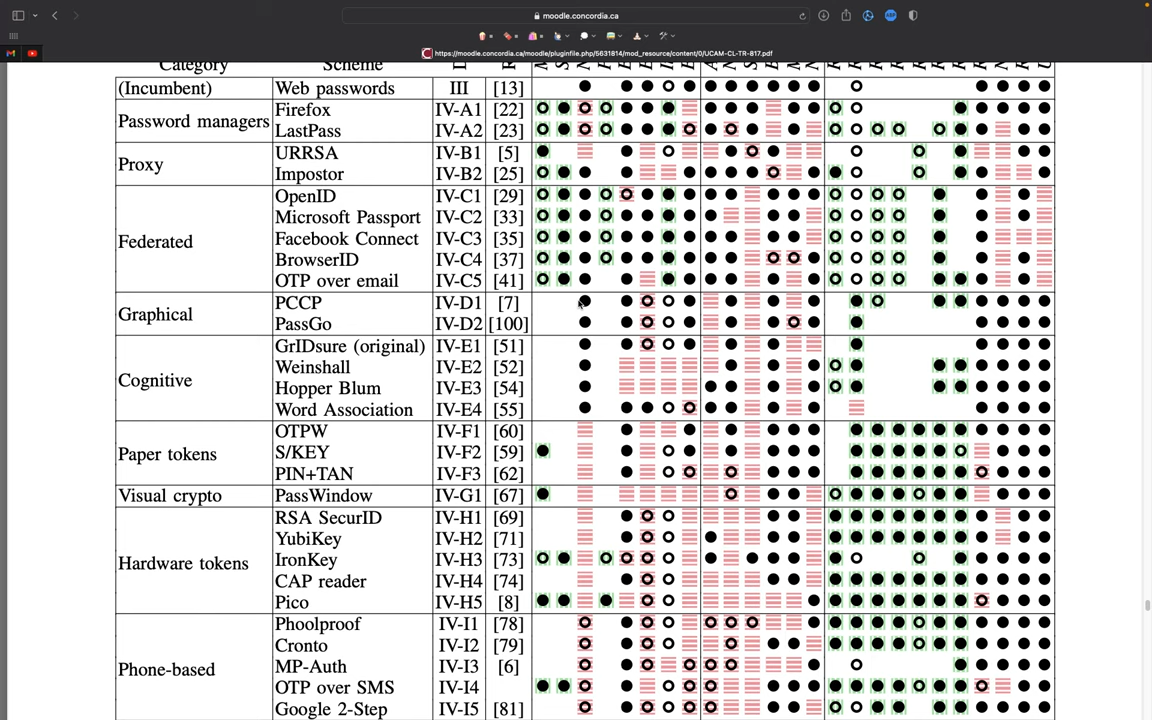 moodle.concordia.ca
https://moodle.concordia.ca/moodle/pluginfile.php/5631814/mod_resource/content/0/UCAM-CL-TR-817.pdf
Category Scheme
(Incumbent) Web passwords III [13]
Password managers Firefox IV-A1 [22]
LastPass IV-A2 [23]
Proxy URRSA IV-B1 [5]
Impostor IV-B2 [25]
Federated OpenID IV-C1 [29]
Microsoft Passport IV-C2 [33]
Facebook Connect IV-C3 [35]
BrowserID IV-C4 [37]
OTP over email IV-C5 [41]
Graphical PCCP IV-D1 [7]
PassGo IV-D2 [100]
Cognitive GrIDsure (original) IV-E1 [51]
Weinshall IV-E2 [52]
Hopper Blum IV-E3 [54]
Word Association IV-E4 [55]
Paper tokens OTPW IV-F1 [60]
S/KEY IV-F2 [59]
PIN+TAN IV-F3 [62]
Visual crypto PassWindow IV-G1 [67]
Hardware tokens RSA SecurID IV-H1 [69]
YubiKey IV-H2 [71]
IronKey IV-H3 [73]
CAP reader IV-H4 [74]
Pico IV-H5 [8]
Phone-based Phoolproof IV-I1 [78]
Cronto IV-I2 [79]
MP-Auth IV-I3 [6]
OTP over SMS IV-I4
Google 2-Step IV-I5 [81]